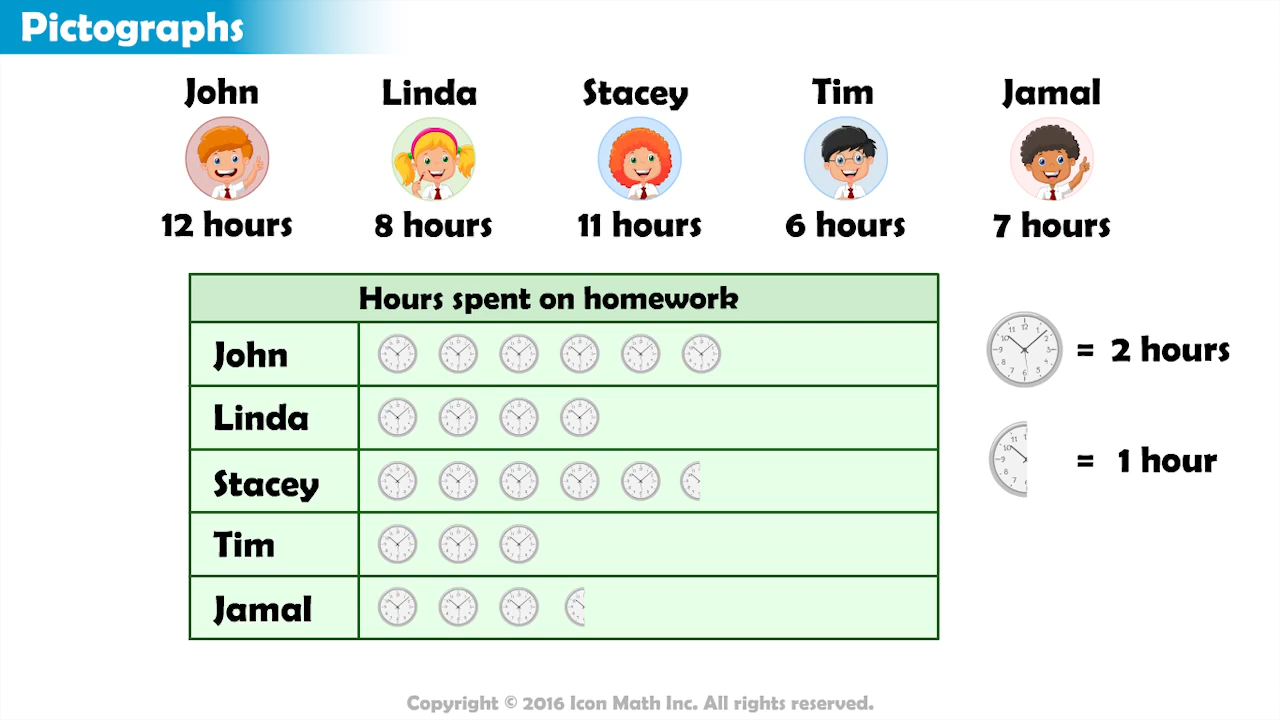 Pictographs
John Linda Stacey Tim Jamal
12 hours 8 hours 11 hours 6 hours 7 hours
Hours spent on homework
John
= 2 hours
Linda
= 1 hour
Stacey
Tim
Jamal
Copyright © 2016 Icon Math Inc. All rights reserved.